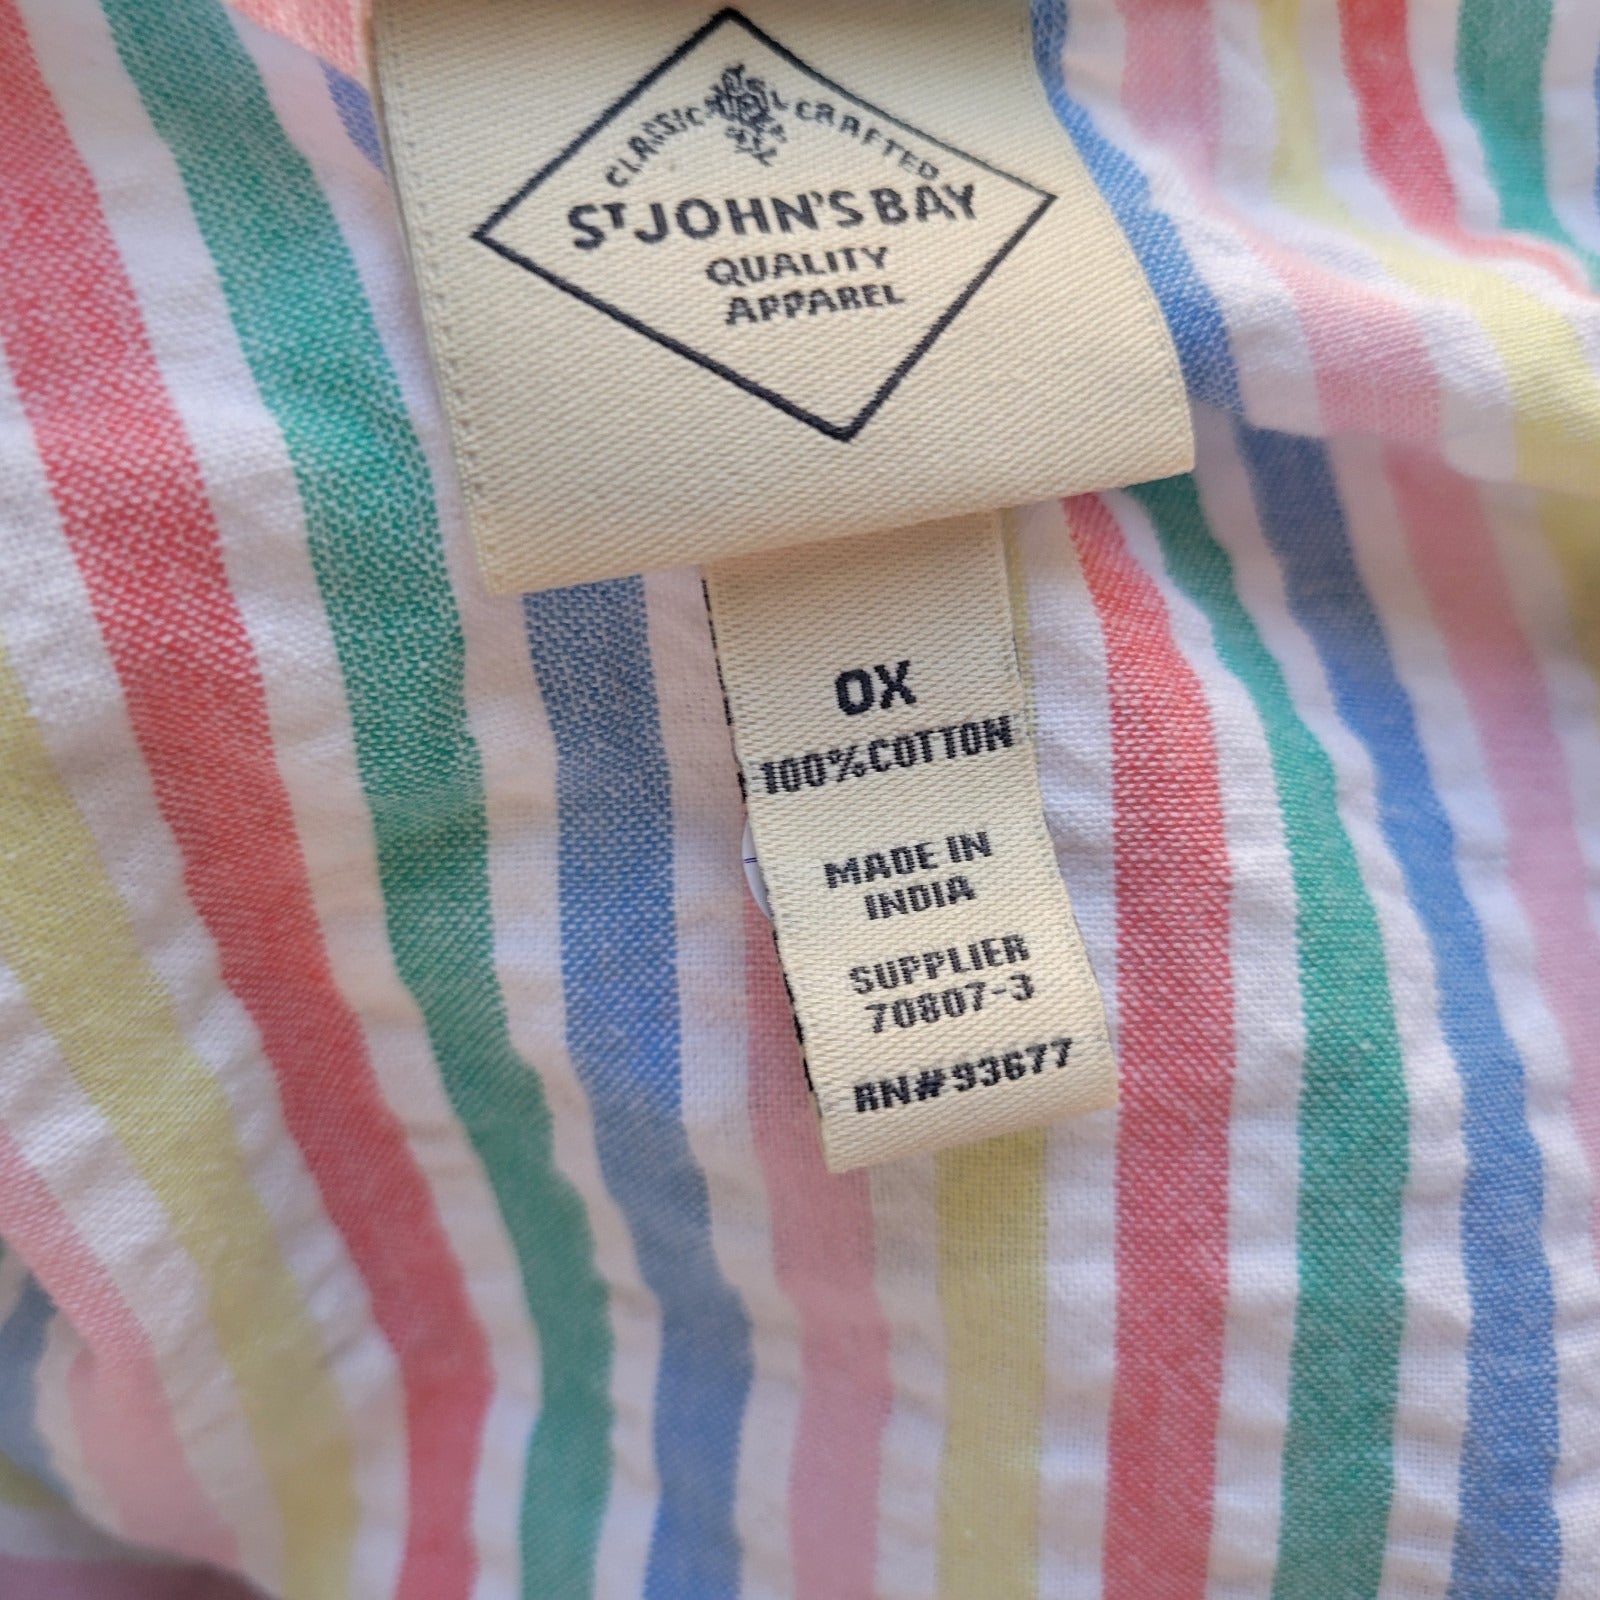 CLASSIC CRAFTED
ST JOHN'S BAY
QUALITY
APPAREL
0X
100% COTTON
MADE IN
INDIA
SUPPLIER
70807-3
RN#93677